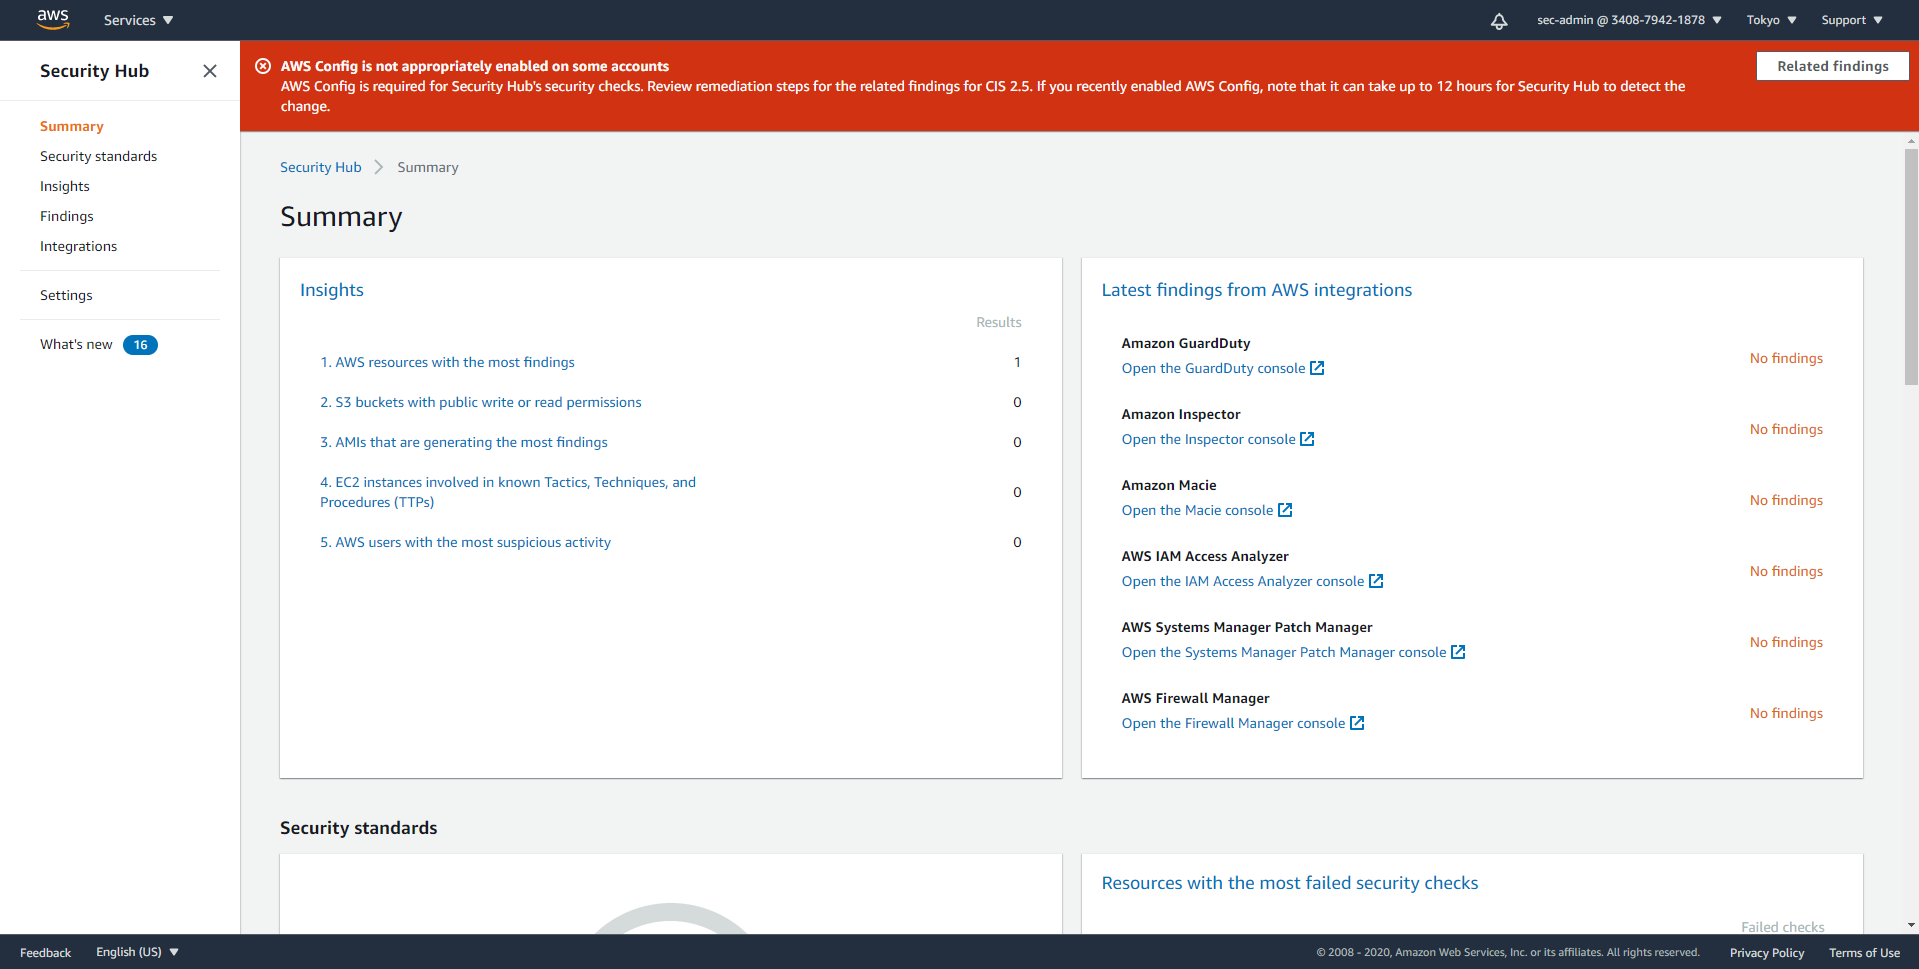 aws
Services
sec-admin @ 3408-7942-1878
Tokyo
Support
Security Hub
Summary
Security standards
Insights
Findings
Integrations
Settings
What's new 16
AWS Config is not appropriately enabled on some accounts
AWS Config is required for Security Hub's security checks. Review remediation steps for the related findings for CIS 2.5. If you recently enabled AWS Config, note that it can take up to 12 hours for Security Hub to detect the
change.
Related findings
Security Hub
Summary
Summary
Insights
Results
1. AWS resources with the most findings 1
2. S3 buckets with public write or read permissions 0
3. AMIs that are generating the most findings 0
4. EC2 instances involved in known Tactics, Techniques, and
Procedures (TTPs) 0
5. AWS users with the most suspicious activity 0
Latest findings from AWS integrations
Amazon GuardDuty
Open the GuardDuty console
No findings
Amazon Inspector
Open the Inspector console
No findings
Amazon Macie
Open the Macie console
No findings
AWS IAM Access Analyzer
Open the IAM Access Analyzer console
No findings
AWS Systems Manager Patch Manager
Open the Systems Manager Patch Manager console
No findings
AWS Firewall Manager
Open the Firewall Manager console
No findings
Security standards
Resources with the most failed security checks
Failed checks
Feedback
English (US)
© 2008 - 2020, Amazon Web Services, Inc. or its affiliates. All rights reserved.
Privacy Policy
Terms of Use